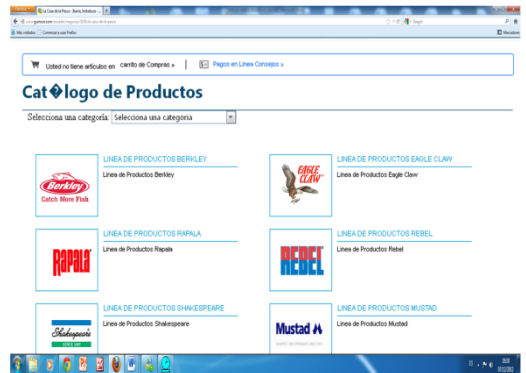 Usted no tiene artículos en carrito de Compras »
Pagos en Linea Consejos »
Cat�logo de Productos
Selecciona una categoría: Selecciona una categoria
LINEA DE PRODUCTOS BERKLEY
Linea de Productos Berkley
Berkley
Catch More Fish
LINEA DE PRODUCTOS EAGLE CLAW
Linea de Productos Eagle Claw
EAGLE CLAW
LINEA DE PRODUCTOS RAPALA
Linea de Productos Rapala
Rapala
LINEA DE PRODUCTOS REBEL
Linea de Productos Rebel
REBEL
LINEA DE PRODUCTOS SHAKESPEARE
Linea de Productos Shakespeare
Shakespeare
LINEA DE PRODUCTOS MUSTAD
Linea de Productos Mustad
Mustad